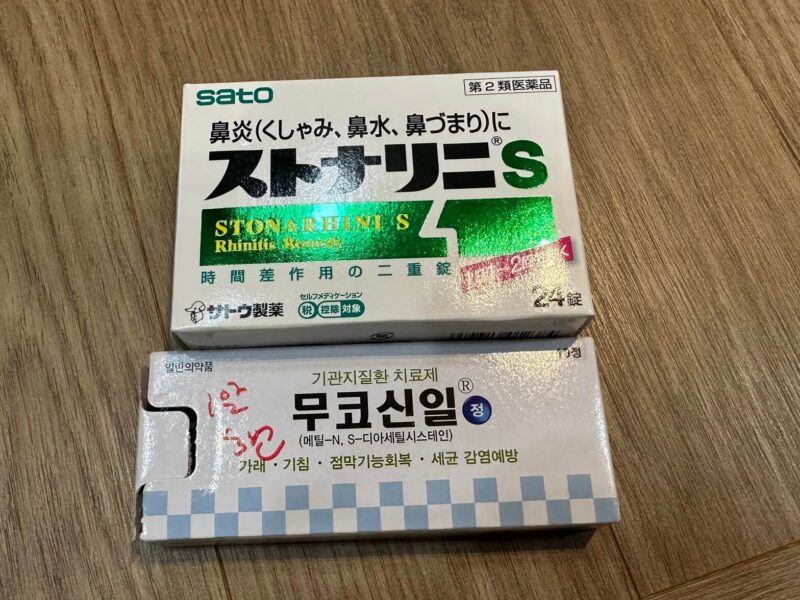 sato
第2類医薬品
鼻炎(くしゃみ、鼻水、鼻づまり)に
ストナリニ®S
STONARHINI S
Rhinitis Remedy
時間差作用の二重錠
サトウ製薬
セルフメディケーション
税 控除 対象
24錠
일반의약품
10정
기관지질환 치료제
무코신일® 정
(메틸-N, S-디아세틸시스테인)
가래 · 기침 · 점막기능회복 · 세균 감염예방